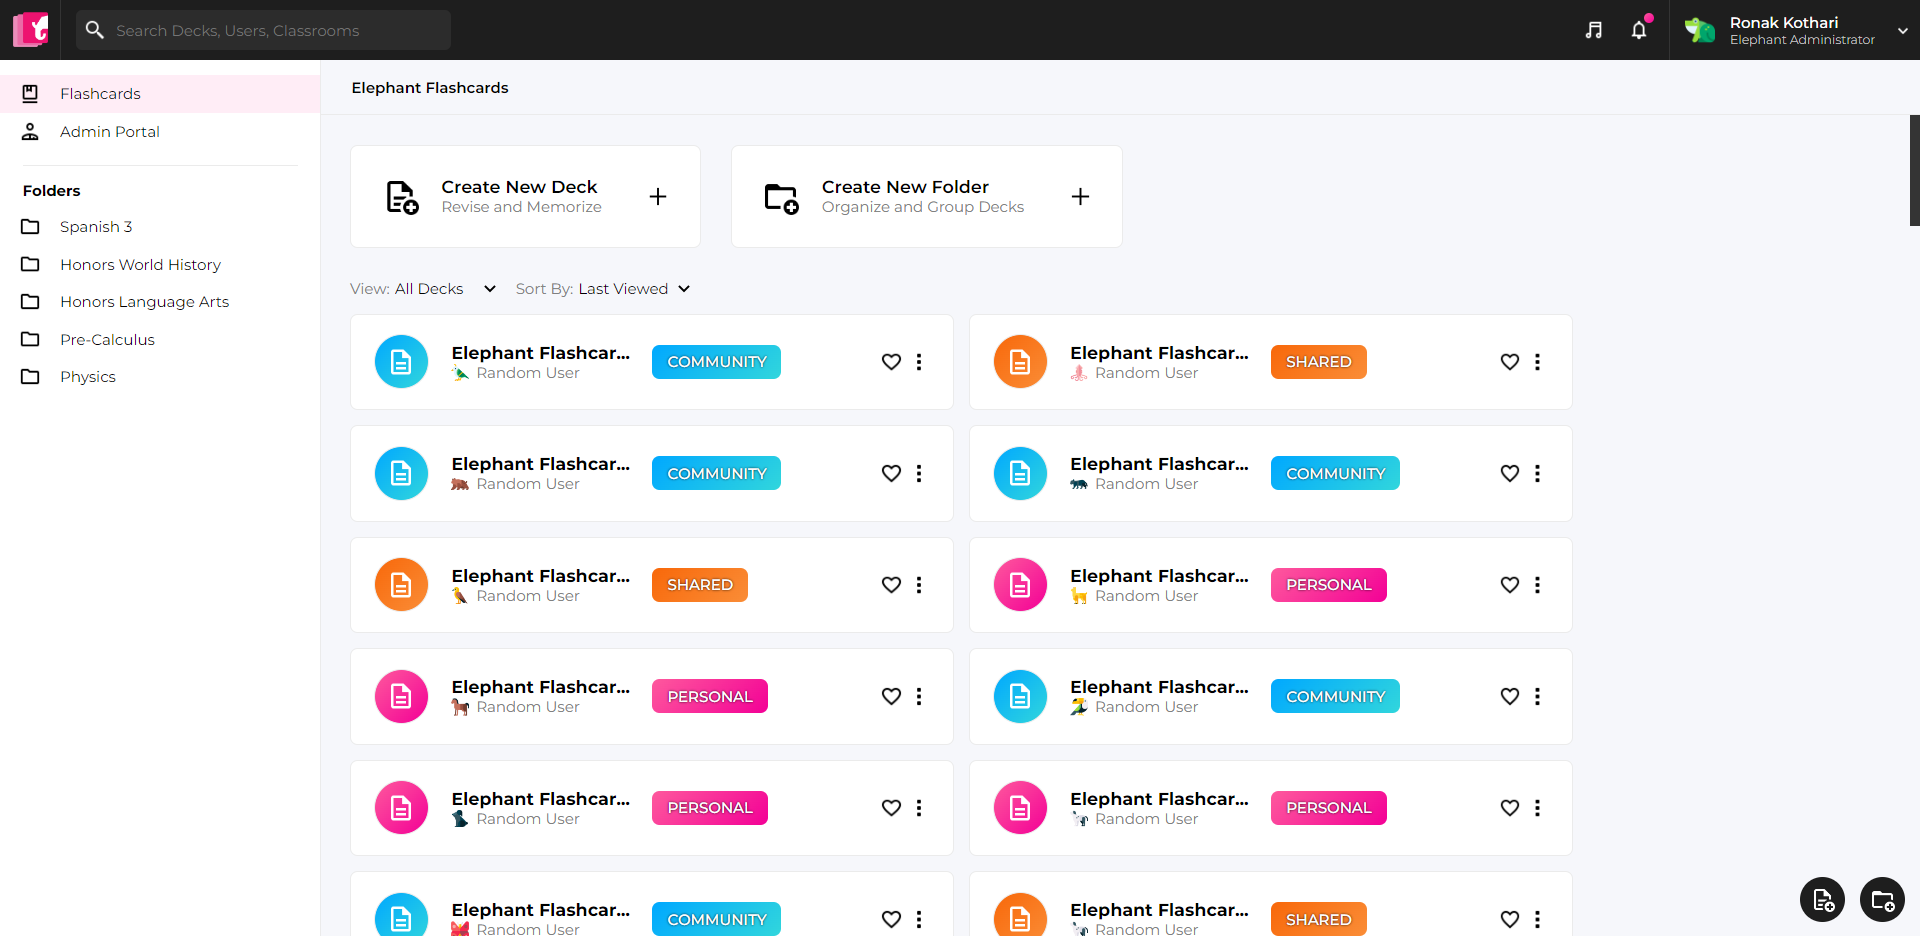 Search Decks, Users, Classrooms
Ronak Kothari
Elephant Administrator
Flashcards
Admin Portal
Folders
Spanish 3
Honors World History
Honors Language Arts
Pre-Calculus
Physics
Elephant Flashcards
Create New Deck
Revise and Memorize
Create New Folder
Organize and Group Decks
View: All Decks
Sort By: Last Viewed
Elephant Flashcar...
Random User
COMMUNITY
Elephant Flashcar...
Random User
SHARED
Elephant Flashcar...
Random User
COMMUNITY
Elephant Flashcar...
Random User
COMMUNITY
Elephant Flashcar...
Random User
SHARED
Elephant Flashcar...
Random User
PERSONAL
Elephant Flashcar...
Random User
PERSONAL
Elephant Flashcar...
Random User
COMMUNITY
Elephant Flashcar...
Random User
PERSONAL
Elephant Flashcar...
Random User
PERSONAL
Elephant Flashcar...
Random User
COMMUNITY
Elephant Flashcar...
Random User
SHARED